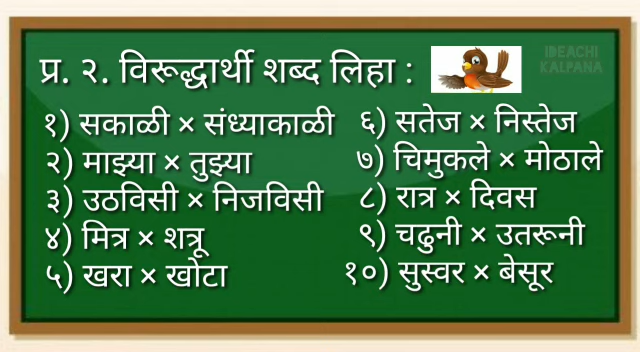 प्र. २. विरूद्धार्थी शब्द लिहा :
IDEACHI
KALPANA
१) सकाळी × संध्याकाळी
२) माझ्या × तुझ्या
३) उठविसी × निजविसी
४) मित्र × शत्रू
५) खरा × खोटा
६) सतेज × निस्तेज
७) चिमुकले × मोठाले
८) रात्र × दिवस
९) चढुनी × उतरूनी
१०) सुस्वर × बेसूर